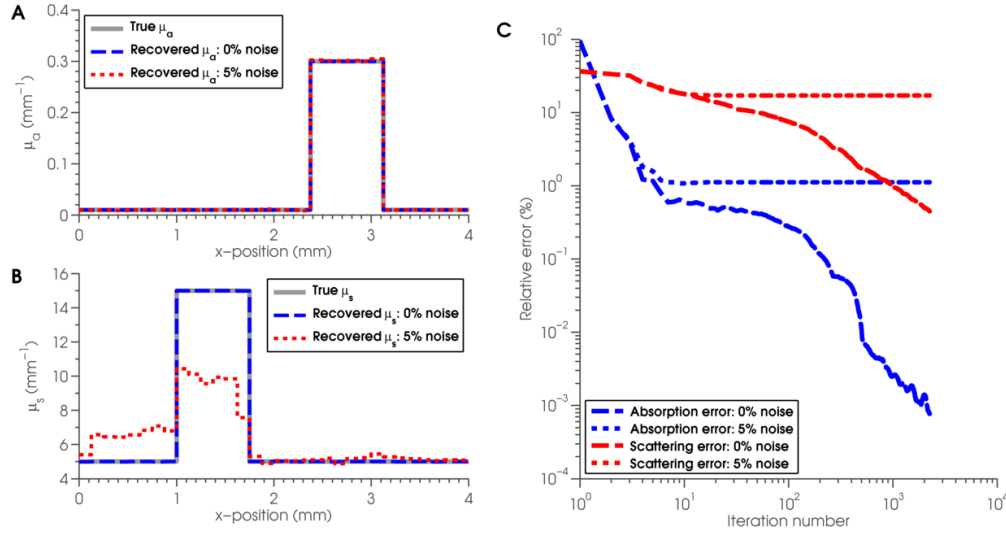 A
0.4
0.3
0.2
0.1
0
μa (mm⁻¹)
True μa
Recovered μa: 0% noise
Recovered μa: 5% noise
0 1 2 3 4
x-position (mm)
B
16
14
12
10
8
6
4
μs (mm⁻¹)
True μs
Recovered μs: 0% noise
Recovered μs: 5% noise
0 1 2 3 4
x-position (mm)
C
10²
10¹
10⁰
10⁻¹
10⁻²
10⁻³
10⁻⁴
Relative error (%)
Absorption error: 0% noise
Absorption error: 5% noise
Scattering error: 0% noise
Scattering error: 5% noise
10⁰ 10¹ 10² 10³ 10⁴
Iteration number